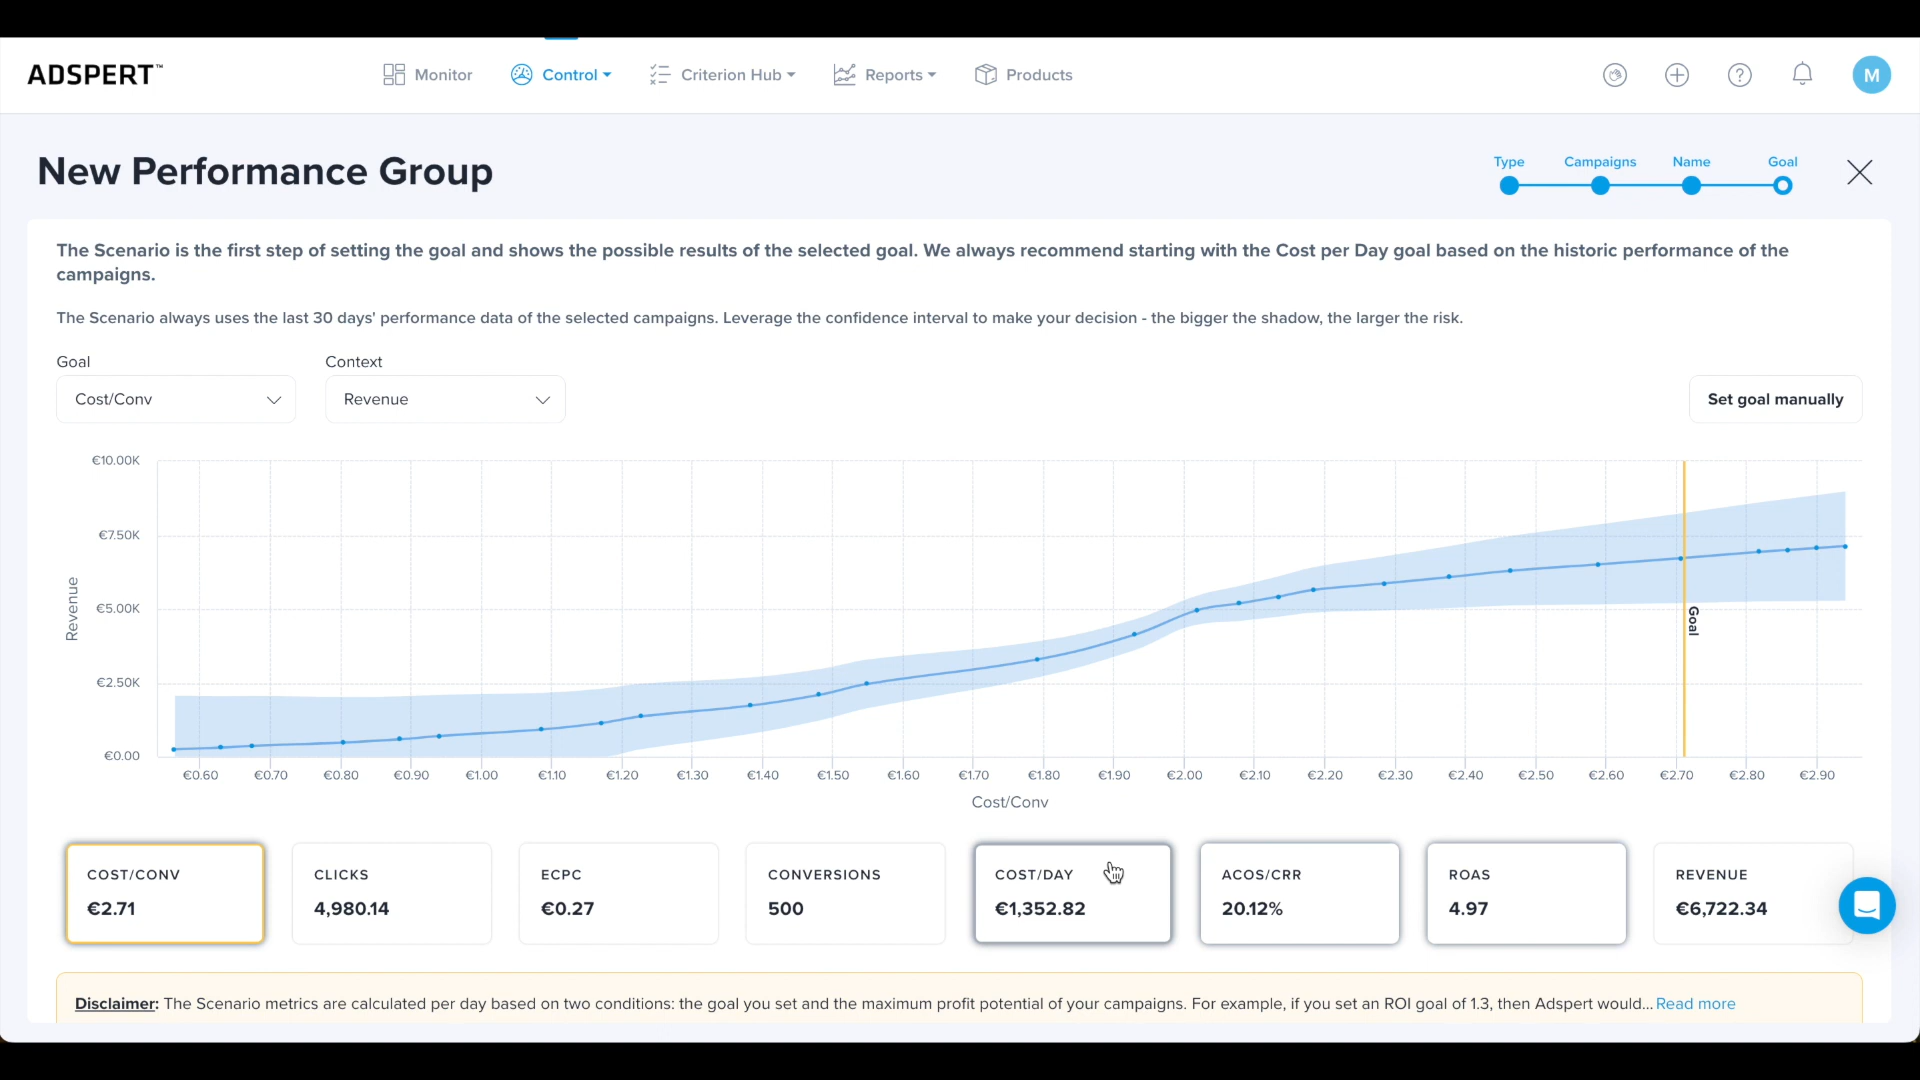 ADSPERT™
Monitor
Control
Criterion Hub
Reports
Products
M
New Performance Group
Type
Campaigns
Name
Goal
The Scenario is the first step of setting the goal and shows the possible results of the selected goal. We always recommend starting with the Cost per Day goal based on the historic performance of the
campaigns.
The Scenario always uses the last 30 days' performance data of the selected campaigns. Leverage the confidence interval to make your decision - the bigger the shadow, the larger the risk.
Goal
Context
Cost/Conv
Revenue
Set goal manually
€10.00K
€7.50K
€5.00K
€2.50K
€0.00
Revenue
Goal
€0.60
€0.70
€0.80
€0.90
€1.00
€1.10
€1.20
€1.30
€1.40
€1.50
€1.60
€1.70
€1.80
€1.90
€2.00
€2.10
€2.20
€2.30
€2.40
€2.50
€2.60
€2.70
€2.80
€2.90
Cost/Conv
COST/CONV
€2.71
CLICKS
4,980.14
ECPC
€0.27
CONVERSIONS
500
COST/DAY
€1,352.82
ACOS/CRR
20.12%
ROAS
4.97
REVENUE
€6,722.34
Disclaimer: The Scenario metrics are calculated per day based on two conditions: the goal you set and the maximum profit potential of your campaigns. For example, if you set an ROI goal of 1.3, then Adspert would... Read more